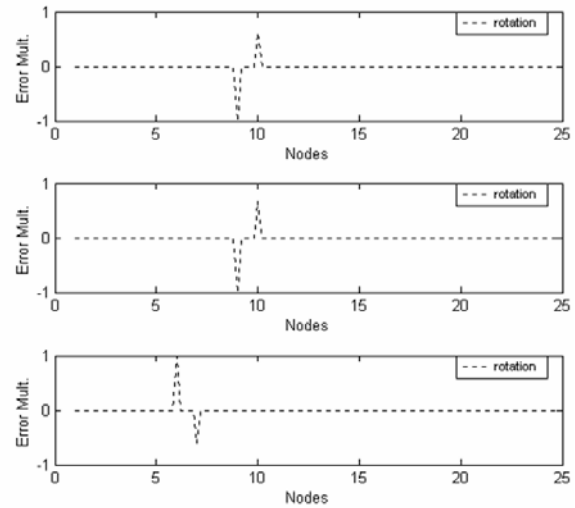 1
rotation
Error Mult.
0
-1
0 5 10 15 20 25
Nodes
1
rotation
Error Mult.
0
-1
0 5 10 15 20 25
Nodes
1
rotation
Error Mult.
0
-1
0 5 10 15 20 25
Nodes